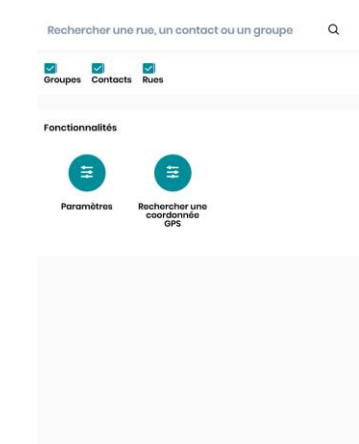 Rechercher une rue, un contact ou un groupe
Groupes Contacts Rues
Fonctionnalités
Paramètres Rechercher une
coordonnée
GPS